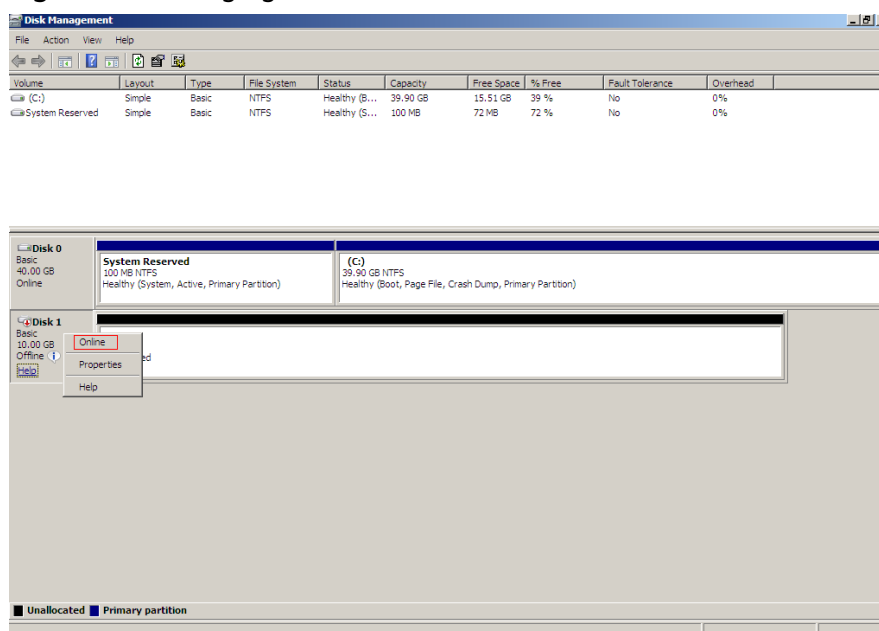 Disk Management
File Action View Help
Volume Layout Type File System Status Capacity Free Space % Free Fault Tolerance Overhead
(C:) Simple Basic NTFS Healthy (B... 39.90 GB 15.51 GB 39 % No 0%
System Reserved Simple Basic NTFS Healthy (S... 100 MB 72 MB 72 % No 0%
Disk 0
Basic
40.00 GB
Online
System Reserved
100 MB NTFS
Healthy (System, Active, Primary Partition)
(C:)
39.90 GB NTFS
Healthy (Boot, Page File, Crash Dump, Primary Partition)
Disk 1
Basic
10.00 GB
Offline
Help
Online
Properties
Help
ed
Unallocated Primary partition